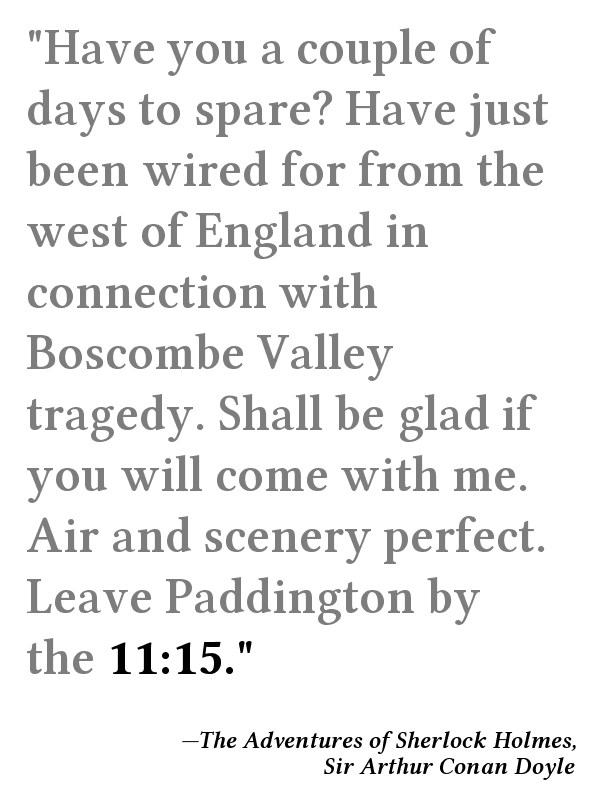 "Have you a couple of
days to spare? Have just
been wired for from the
west of England in
connection with
Boscombe Valley
tragedy. Shall be glad if
you will come with me.
Air and scenery perfect.
Leave Paddington by
the 11:15."
—The Adventures of Sherlock Holmes,
Sir Arthur Conan Doyle